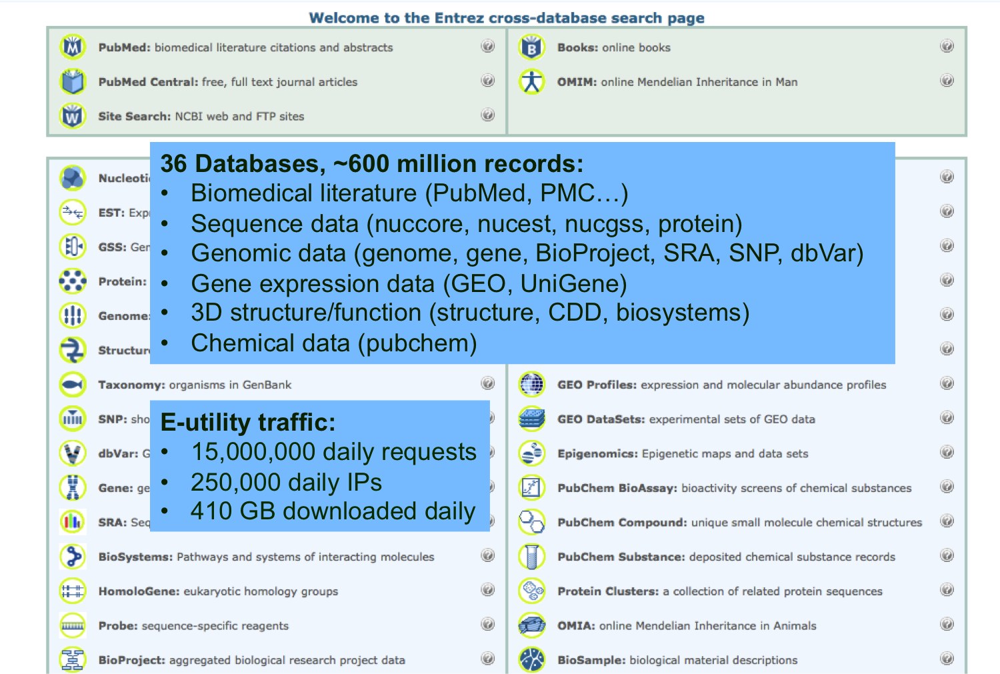 Welcome to the Entrez cross-database search page
PubMed: biomedical literature citations and abstracts
Books: online books
PubMed Central: free, full text journal articles
OMIM: online Mendelian Inheritance in Man
Site Search: NCBI web and FTP sites
36 Databases, ~600 million records:
• Biomedical literature (PubMed, PMC…)
• Sequence data (nuccore, nucest, nucgss, protein)
• Genomic data (genome, gene, BioProject, SRA, SNP, dbVar)
• Gene expression data (GEO, UniGene)
• 3D structure/function (structure, CDD, biosystems)
• Chemical data (pubchem)
Nucleoti
EST: Exp
GSS: Gen
Protein:
Genome:
Structur
Taxonomy: organisms in GenBank
GEO Profiles: expression and molecular abundance profiles
E-utility traffic:
• 15,000,000 daily requests
• 250,000 daily IPs
• 410 GB downloaded daily
SNP: sho
GEO DataSets: experimental sets of GEO data
dbVar: G
Epigenomics: Epigenetic maps and data sets
Gene: ge
PubChem BioAssay: bioactivity screens of chemical substances
SRA: Seq
PubChem Compound: unique small molecule chemical structures
BioSystems: Pathways and systems of interacting molecules
PubChem Substance: deposited chemical substance records
HomoloGene: eukaryotic homology groups
Protein Clusters: a collection of related protein sequences
Probe: sequence-specific reagents
OMIA: online Mendelian Inheritance in Animals
BioProject: aggregated biological research project data
BioSample: biological material descriptions